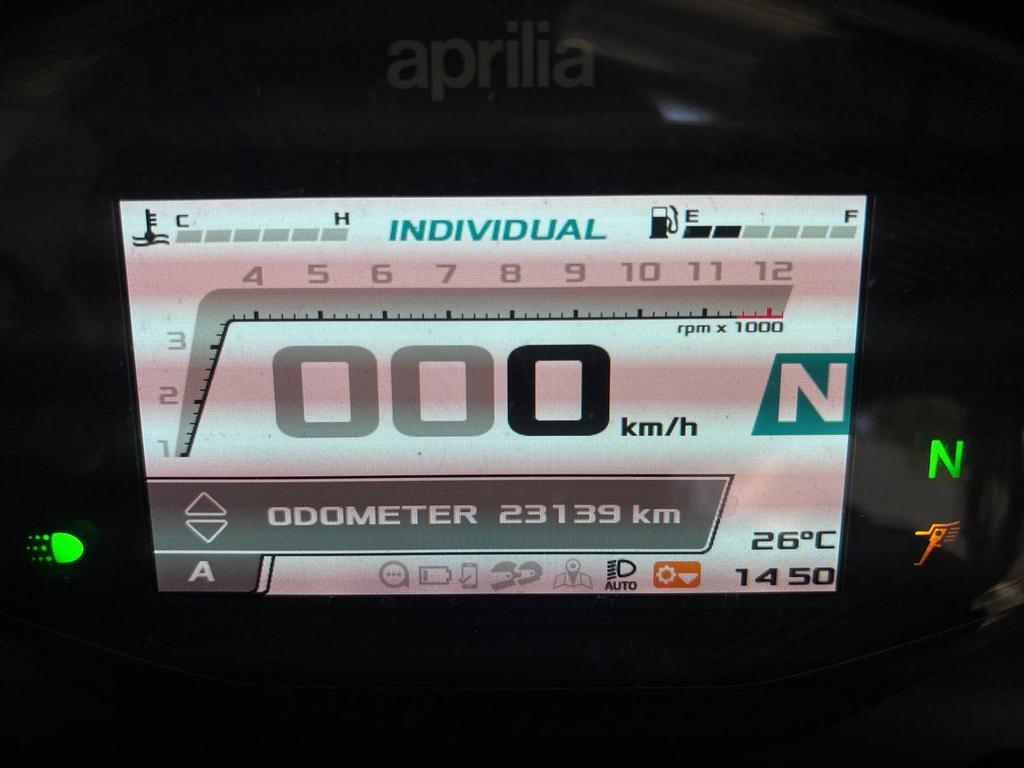 aprilia
C H INDIVIDUAL E F
4 5 6 7 8 9 10 11 12
rpm x 1000
3
2
1
000 km/h N
N
ODOMETER 23139 km
26°C
A AUTO 14 50